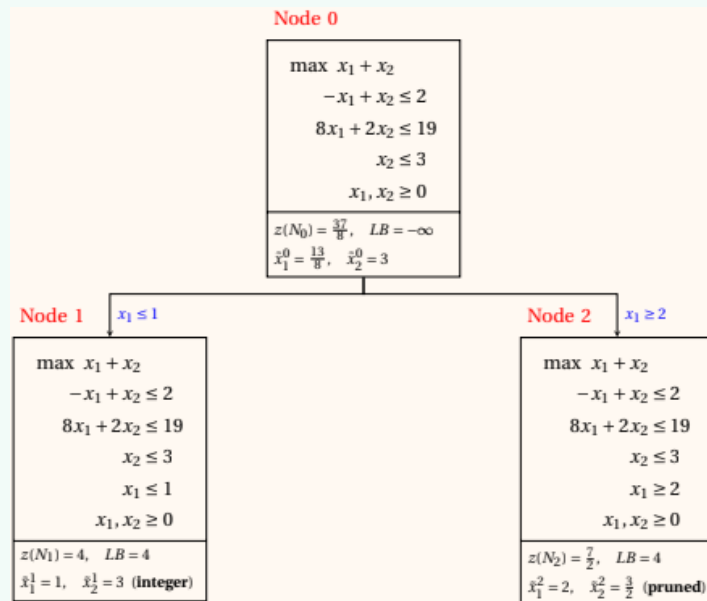 Node 0
max x₁ + x₂
−x₁ + x₂ ≤ 2
8x₁ + 2x₂ ≤ 19
x₂ ≤ 3
x₁, x₂ ≥ 0
z(N₀) = 37/8, LB = −∞
x̄₁⁰ = 13/8, x̄₂⁰ = 3
Node 1
x₁ ≤ 1
max x₁ + x₂
−x₁ + x₂ ≤ 2
8x₁ + 2x₂ ≤ 19
x₂ ≤ 3
x₁ ≤ 1
x₁, x₂ ≥ 0
z(N₁) = 4, LB = 4
x̄₁¹ = 1, x̄₂¹ = 3 (integer)
Node 2
x₁ ≥ 2
max x₁ + x₂
−x₁ + x₂ ≤ 2
8x₁ + 2x₂ ≤ 19
x₂ ≤ 3
x₁ ≥ 2
x₁, x₂ ≥ 0
z(N₂) = 7/2, LB = 4
x̄₁² = 2, x̄₂² = 3/2 (pruned)